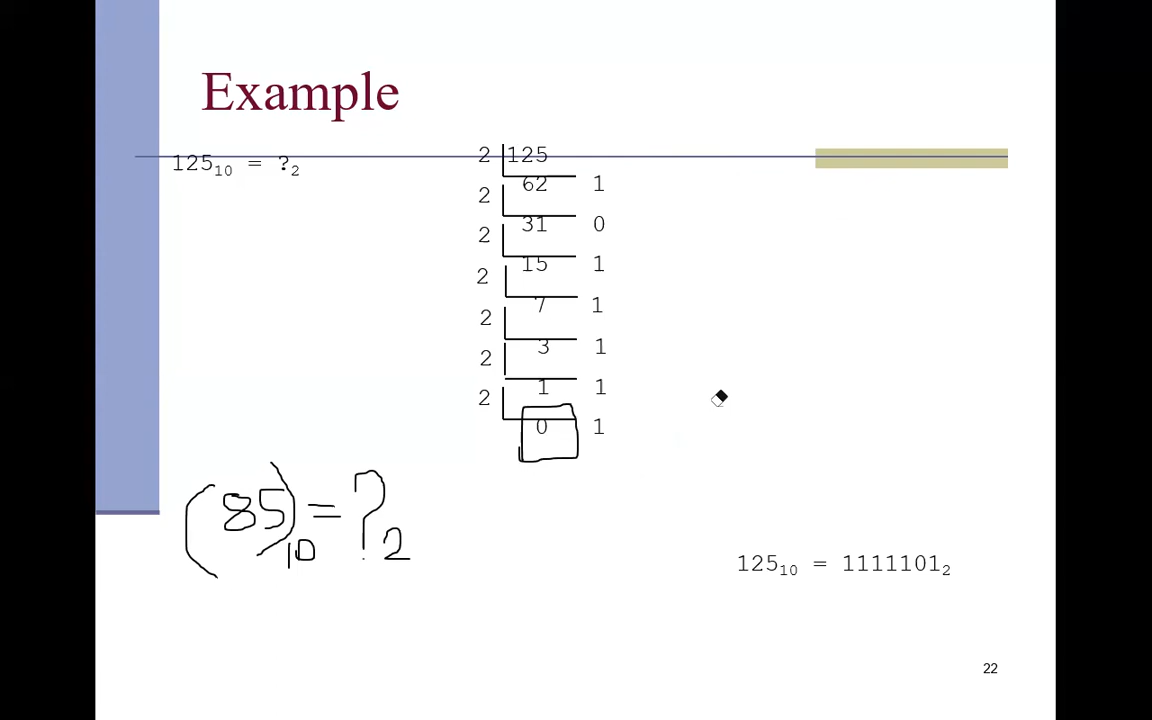 Example
125₁₀ = ?₂
2 125
2 62 1
2 31 0
2 15 1
2 7 1
2 3 1
2 1 1
0 1
(85)₁₀ = ?₂
125₁₀ = 1111101₂
22